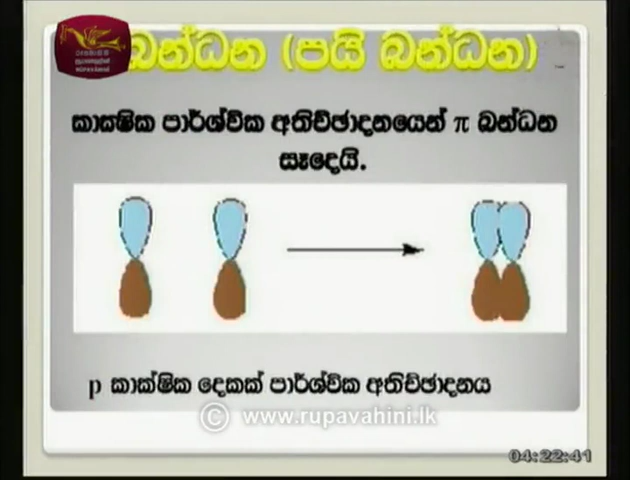 බන්ධන (පයි බන්ධන)
කාක්ෂික පාර්ශ්වික අතිච්ඡාදනයෙන් π බන්ධන
සෑදෙයි.
p කාක්ෂික දෙකක් පාර්ශ්වික අතිච්ඡාදනය
© www.rupavahini.lk
04:22:41